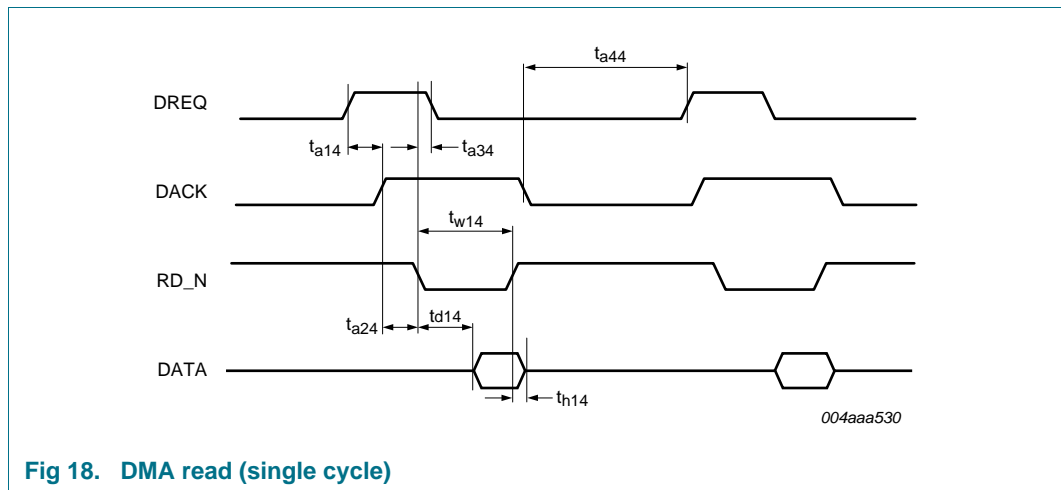 t_a44
DREQ
t_a14
t_a34
DACK
t_w14
RD_N
t_a24
td14
DATA
t_h14
004aaa530
Fig 18. DMA read (single cycle)